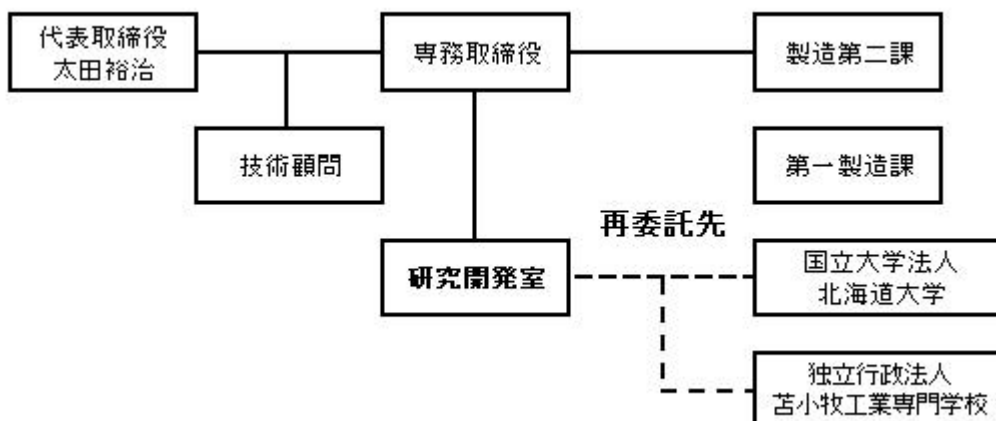 代表取締役
太田裕治
専務取締役
製造第二課
技術顧問
第一製造課
再委託先
研究開発室
国立大学法人
北海道大学
独立行政法人
苫小牧工業専門学校